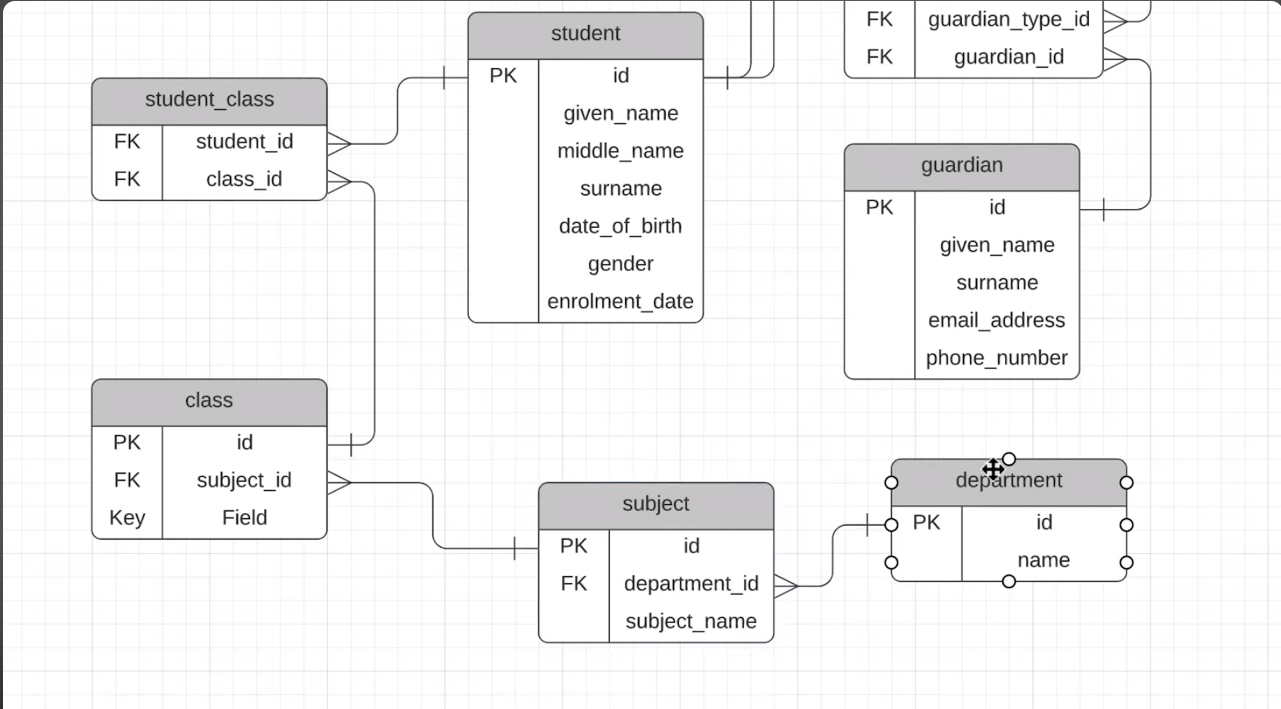 student
PK id
given_name
middle_name
surname
date_of_birth
gender
enrolment_date
student_class
FK student_id
FK class_id
FK guardian_type_id
FK guardian_id
guardian
PK id
given_name
surname
email_address
phone_number
class
PK id
FK subject_id
Key Field
subject
PK id
FK department_id
subject_name
department
PK id
name